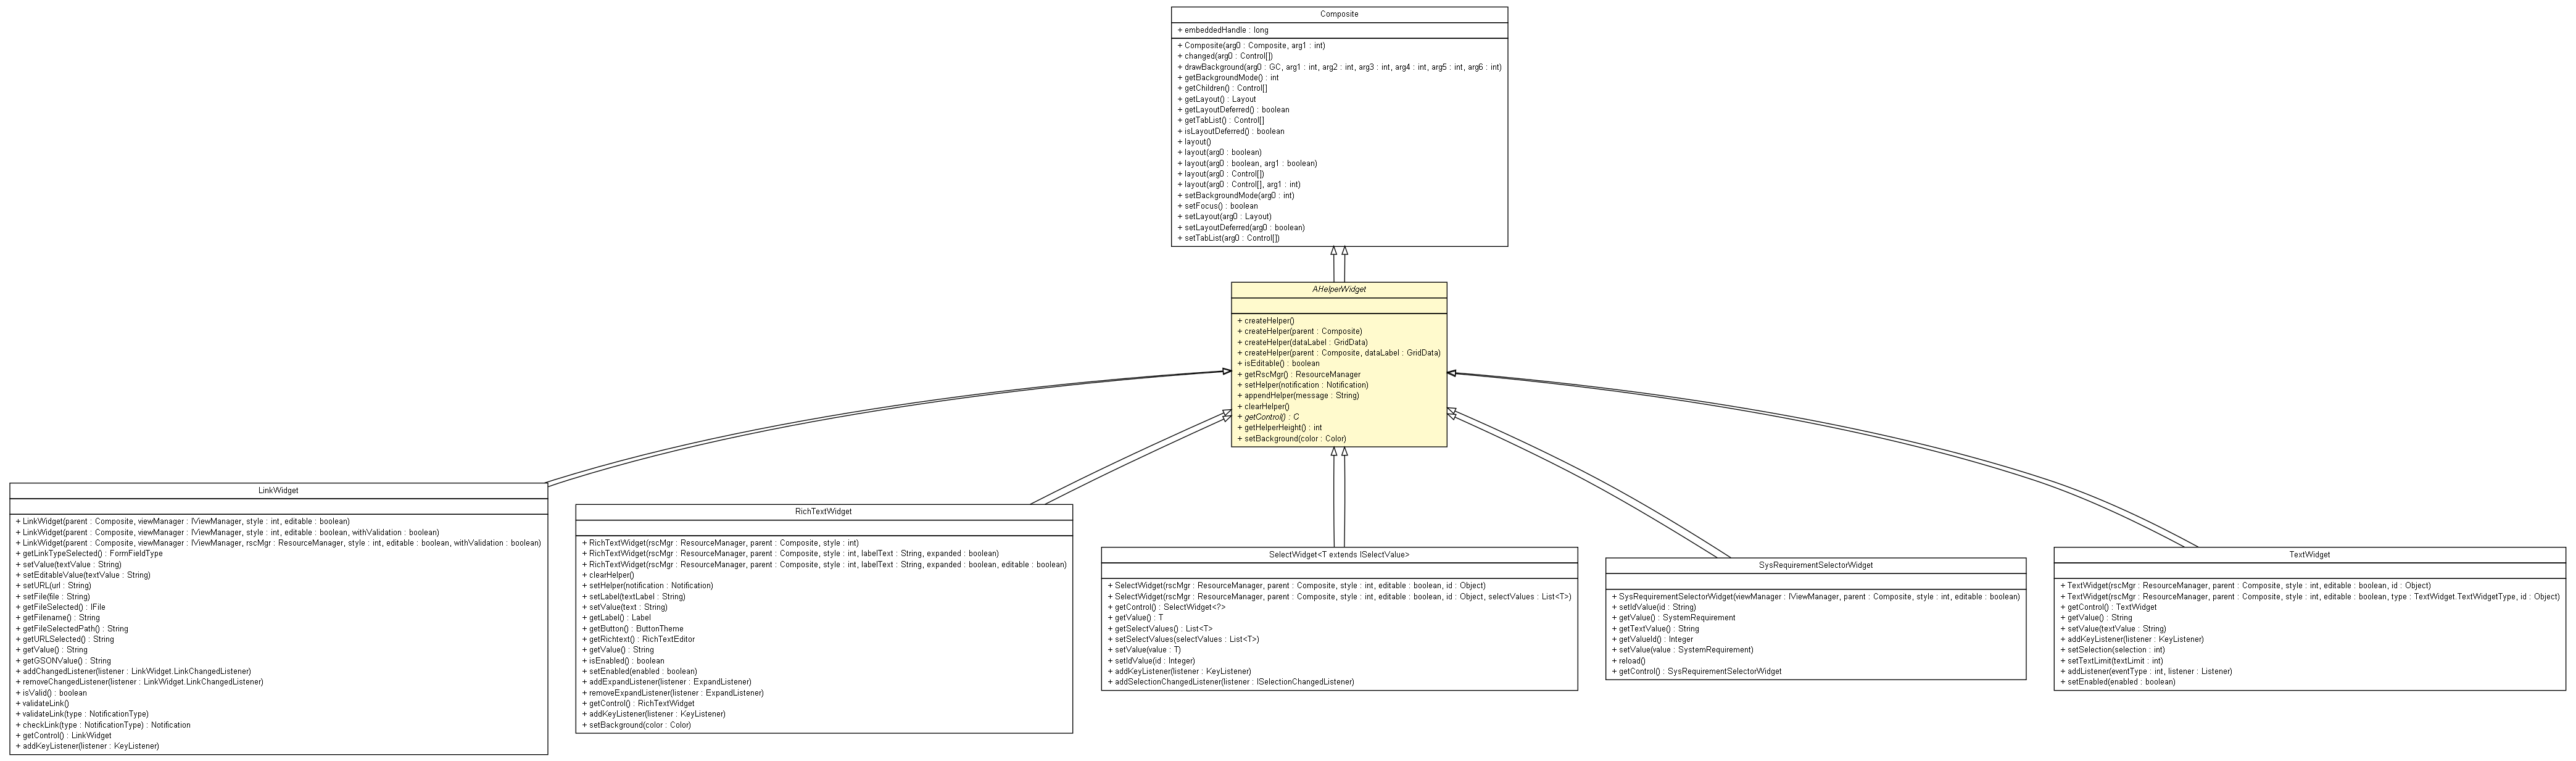 Composite
+ embeddedHandle : long
+ Composite(arg0 : Composite, arg1 : int)
+ changed(arg0 : Control[])
+ drawBackground(arg0 : GC, arg1 : int, arg2 : int, arg3 : int, arg4 : int, arg5 : int, arg6 : int)
+ getBackgroundMode() : int
+ getChildren() : Control[]
+ getLayout() : Layout
+ getLayoutDeferred() : boolean
+ getTabList() : Control[]
+ isLayoutDeferred() : boolean
+ layout()
+ layout(arg0 : boolean)
+ layout(arg0 : boolean, arg1 : boolean)
+ layout(arg0 : Control[])
+ layout(arg0 : Control[], arg1 : int)
+ setBackgroundMode(arg0 : int)
+ setFocus() : boolean
+ setLayout(arg0 : Layout)
+ setLayoutDeferred(arg0 : boolean)
+ setTabList(arg0 : Control[])
AHelperWidget
+ createHelper()
+ createHelper(parent : Composite)
+ createHelper(dataLabel : GridData)
+ createHelper(parent : Composite, dataLabel : GridData)
+ isEditable() : boolean
+ getRscMgr() : ResourceManager
+ setHelper(notification : Notification)
+ appendHelper(message : String)
+ clearHelper()
+ getControl() : C
+ getHelperHeight() : int
+ setBackground(color : Color)
LinkWidget
+ LinkWidget(parent : Composite, viewManager : IViewManager, style : int, editable : boolean)
+ LinkWidget(parent : Composite, viewManager : IViewManager, style : int, editable : boolean, withValidation : boolean)
+ LinkWidget(parent : Composite, viewManager : IViewManager, rscMgr : ResourceManager, style : int, editable : boolean, withValidation : boolean)
+ getLinkTypeSelected() : FormFieldType
+ setValue(textValue : String)
+ setEditableValue(textValue : String)
+ setURL(url : String)
+ setFile(file : String)
+ getFileSelected() : IFile
+ getFilename() : String
+ getFileSelectedPath() : String
+ getURLSelected() : String
+ getValue() : String
+ getGSONValue() : String
+ addChangedListener(listener : LinkWidget.LinkChangedListener)
+ removeChangedListener(listener : LinkWidget.LinkChangedListener)
+ isValid() : boolean
+ validateLink()
+ validateLink(type : NotificationType)
+ checkLink(type : NotificationType) : Notification
+ getControl() : LinkWidget
+ addKeyListener(listener : KeyListener)
RichTextWidget
+ RichTextWidget(rscMgr : ResourceManager, parent : Composite, style : int)
+ RichTextWidget(rscMgr : ResourceManager, parent : Composite, style : int, labelText : String, expanded : boolean)
+ RichTextWidget(rscMgr : ResourceManager, parent : Composite, style : int, labelText : String, expanded : boolean, editable : boolean)
+ clearHelper()
+ setHelper(notification : Notification)
+ setLabel(textLabel : String)
+ setValue(text : String)
+ getLabel() : Label
+ getButton() : ButtonTheme
+ getRichtext() : RichTextEditor
+ getValue() : String
+ isEnabled() : boolean
+ setEnabled(enabled : boolean)
+ addExpandListener(listener : ExpandListener)
+ removeExpandListener(listener : ExpandListener)
+ getControl() : RichTextWidget
+ addKeyListener(listener : KeyListener)
+ setBackground(color : Color)
SelectWidget<T extends ISelectValue>
+ SelectWidget(rscMgr : ResourceManager, parent : Composite, style : int, editable : boolean, id : Object)
+ SelectWidget(rscMgr : ResourceManager, parent : Composite, style : int, editable : boolean, id : Object, selectValues : List<T>)
+ getControl() : SelectWidget<?>
+ getValue() : T
+ getSelectValues() : List<T>
+ setSelectValues(selectValues : List<T>)
+ setValue(value : T)
+ setIdValue(id : Integer)
+ addKeyListener(listener : KeyListener)
+ addSelectionChangedListener(listener : ISelectionChangedListener)
SysRequirementSelectorWidget
+ SysRequirementSelectorWidget(viewManager : IViewManager, parent : Composite, style : int, editable : boolean)
+ setIdValue(id : String)
+ getValue() : SystemRequirement
+ getTextValue() : String
+ getValueId() : Integer
+ setValue(value : SystemRequirement)
+ reload()
+ getControl() : SysRequirementSelectorWidget
TextWidget
+ TextWidget(rscMgr : ResourceManager, parent : Composite, style : int, editable : boolean, id : Object)
+ TextWidget(rscMgr : ResourceManager, parent : Composite, style : int, editable : boolean, type : TextWidget.TextWidgetType, id : Object)
+ getControl() : TextWidget
+ getValue() : String
+ setValue(textValue : String)
+ addKeyListener(listener : KeyListener)
+ setSelection(selection : int)
+ setTextLimit(textLimit : int)
+ addListener(eventType : int, listener : Listener)
+ setEnabled(enabled : boolean)